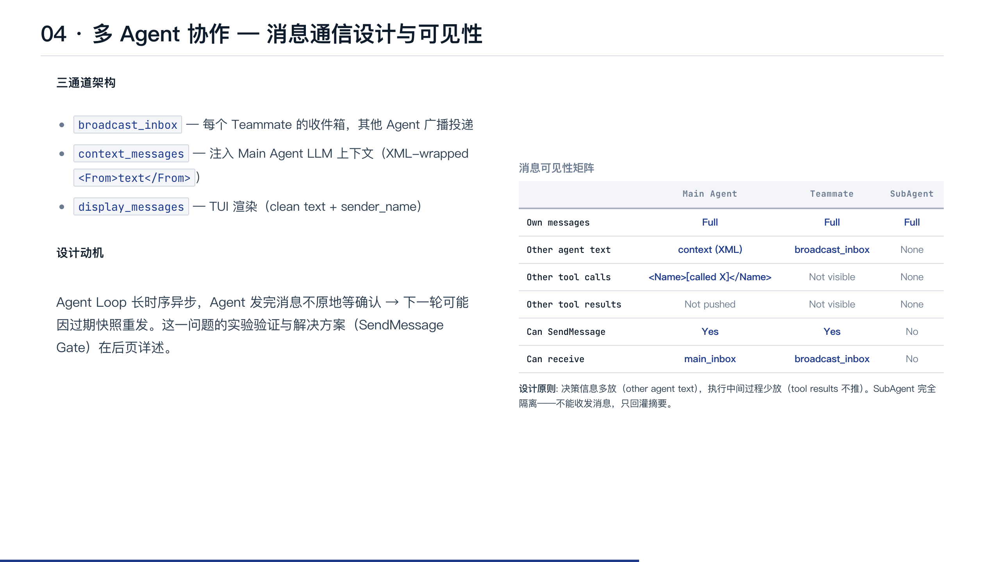 04 · 多 Agent 协作 — 消息通信设计与可见性
三通道架构
broadcast_inbox — 每个 Teammate 的收件箱，其他 Agent 广播投递
context_messages — 注入 Main Agent LLM 上下文（XML-wrapped
<From>text</From>）
display_messages — TUI 渲染（clean text + sender_name）
设计动机
Agent Loop 长时序异步，Agent 发完消息不原地等确认 → 下一轮可能
因过期快照重发。这一问题的实验验证与解决方案（SendMessage
Gate）在后页详述。
消息可见性矩阵
Main Agent Teammate SubAgent
Own messages Full Full Full
Other agent text context (XML) broadcast_inbox None
Other tool calls <Name>[called X]</Name> Not visible None
Other tool results Not pushed Not visible None
Can SendMessage Yes Yes No
Can receive main_inbox broadcast_inbox No
设计原则: 决策信息多放（other agent text），执行中间过程少放（tool results 不推）。SubAgent 完全
隔离——不能收发消息，只回灌摘要。